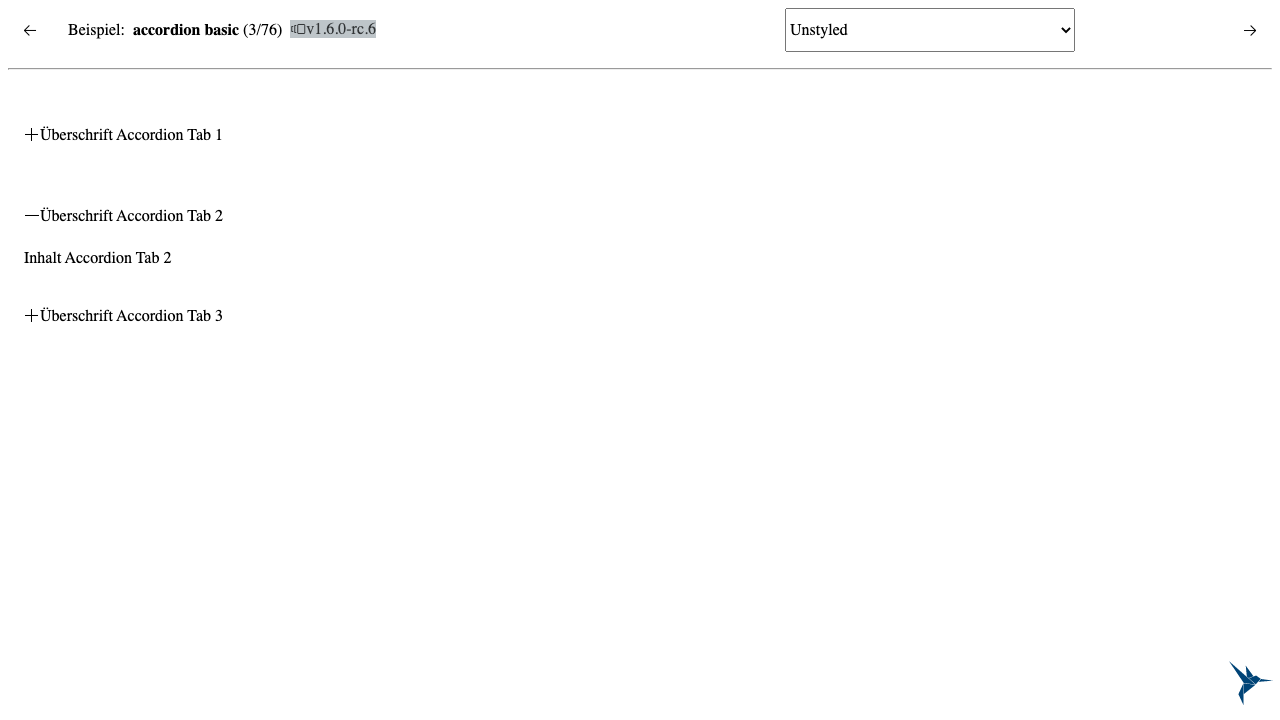 Beispiel: accordion basic (3/76) v1.6.0-rc.6
Unstyled
Überschrift Accordion Tab 1
Überschrift Accordion Tab 2
Inhalt Accordion Tab 2
Überschrift Accordion Tab 3